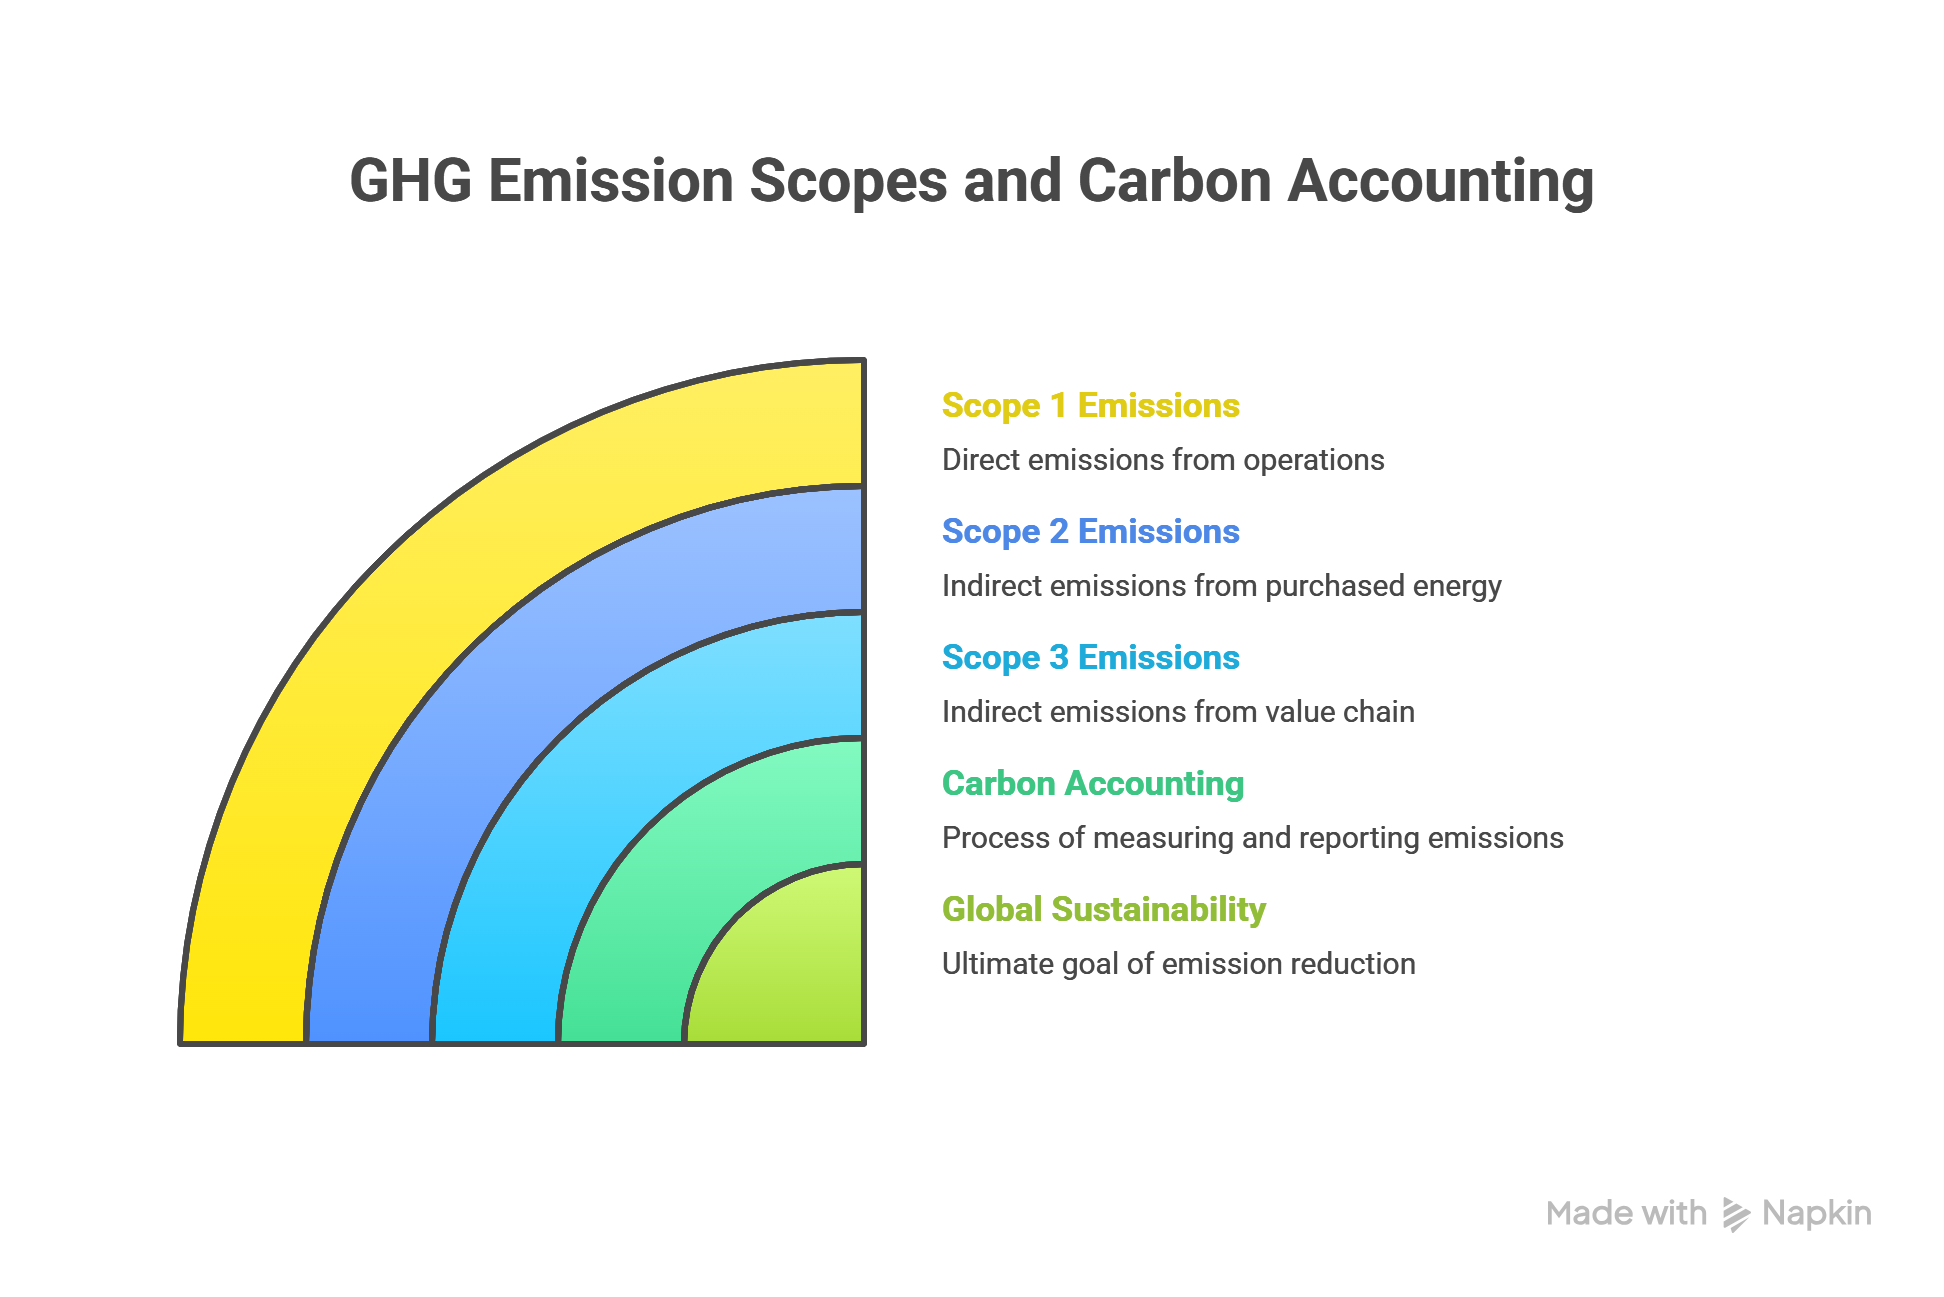 GHG Emission Scopes and Carbon Accounting
Scope 1 Emissions
Direct emissions from operations
Scope 2 Emissions
Indirect emissions from purchased energy
Scope 3 Emissions
Indirect emissions from value chain
Carbon Accounting
Process of measuring and reporting emissions
Global Sustainability
Ultimate goal of emission reduction
Made with Napkin